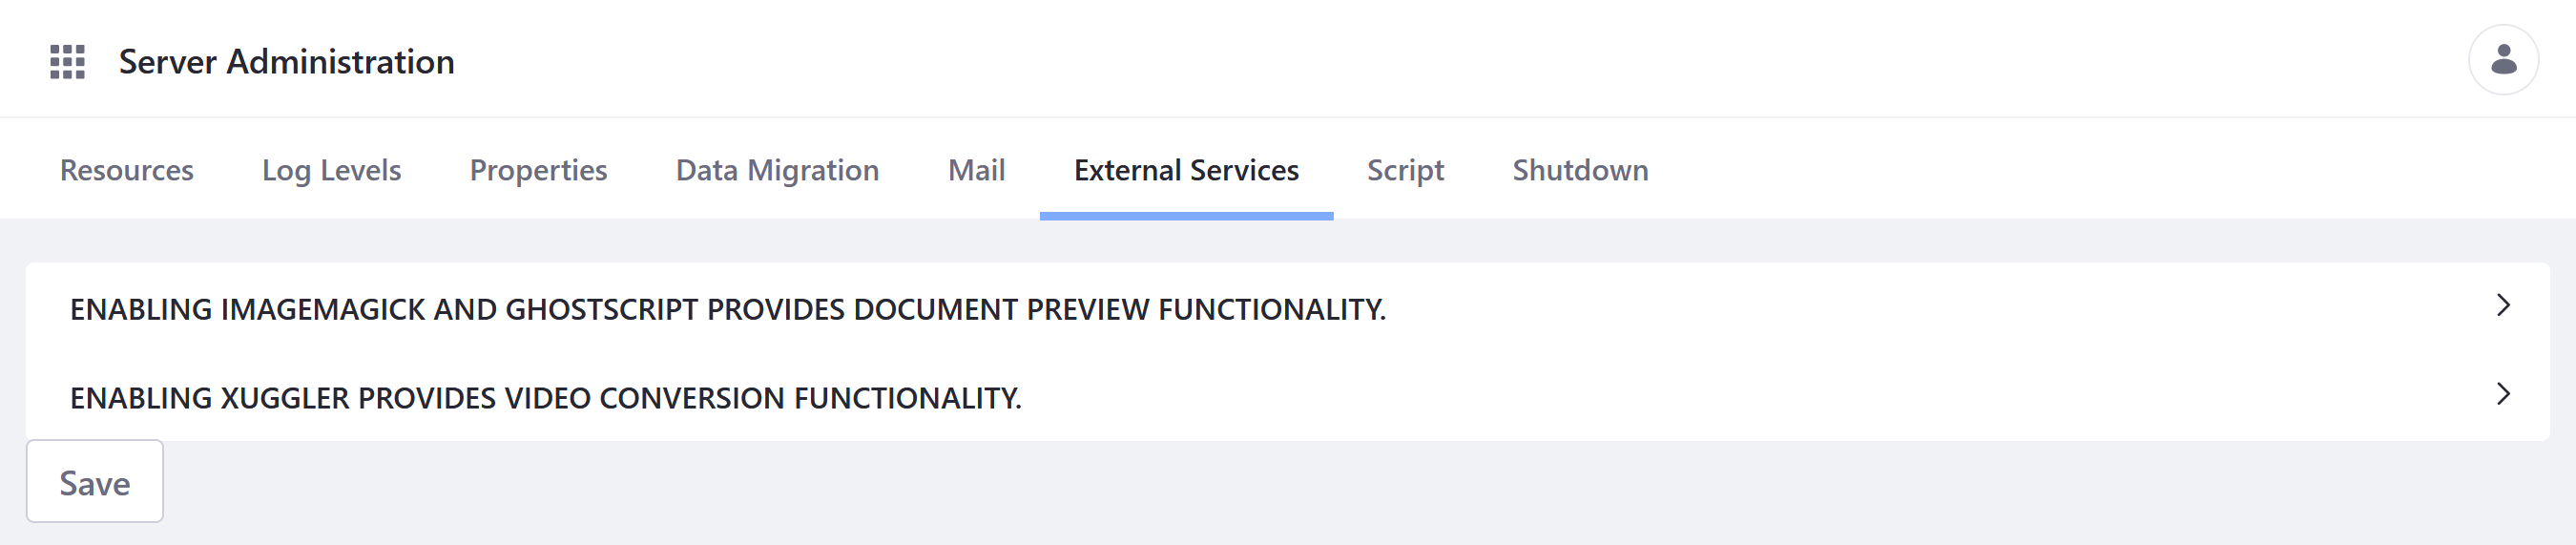 Server Administration
Resources Log Levels Properties Data Migration Mail External Services Script Shutdown
ENABLING IMAGEMAGICK AND GHOSTSCRIPT PROVIDES DOCUMENT PREVIEW FUNCTIONALITY.
ENABLING XUGGLER PROVIDES VIDEO CONVERSION FUNCTIONALITY.
Save